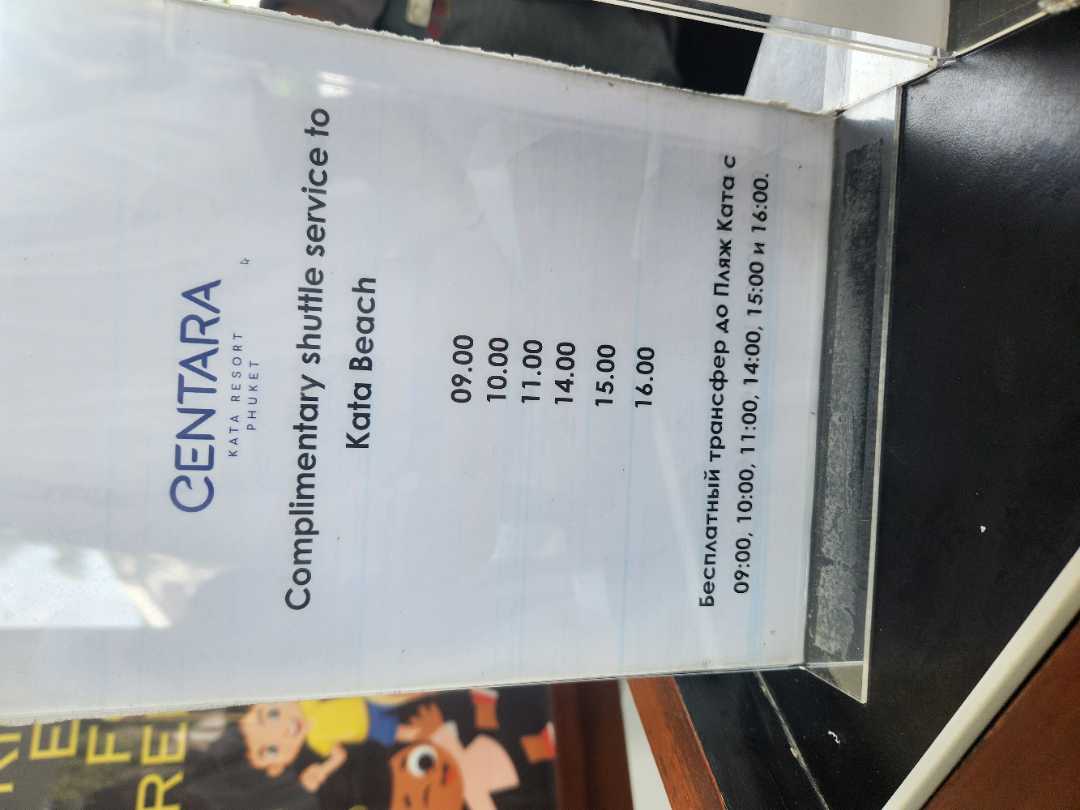 CENTARA
KATA RESORT
PHUKET
Complimentary shuttle service to
Kata Beach
09.00
10.00
11.00
14.00
15.00
16.00
Бесплатный трансфер до Пляж Ката с
09:00, 10:00, 11:00, 14:00, 15:00 и 16:00.